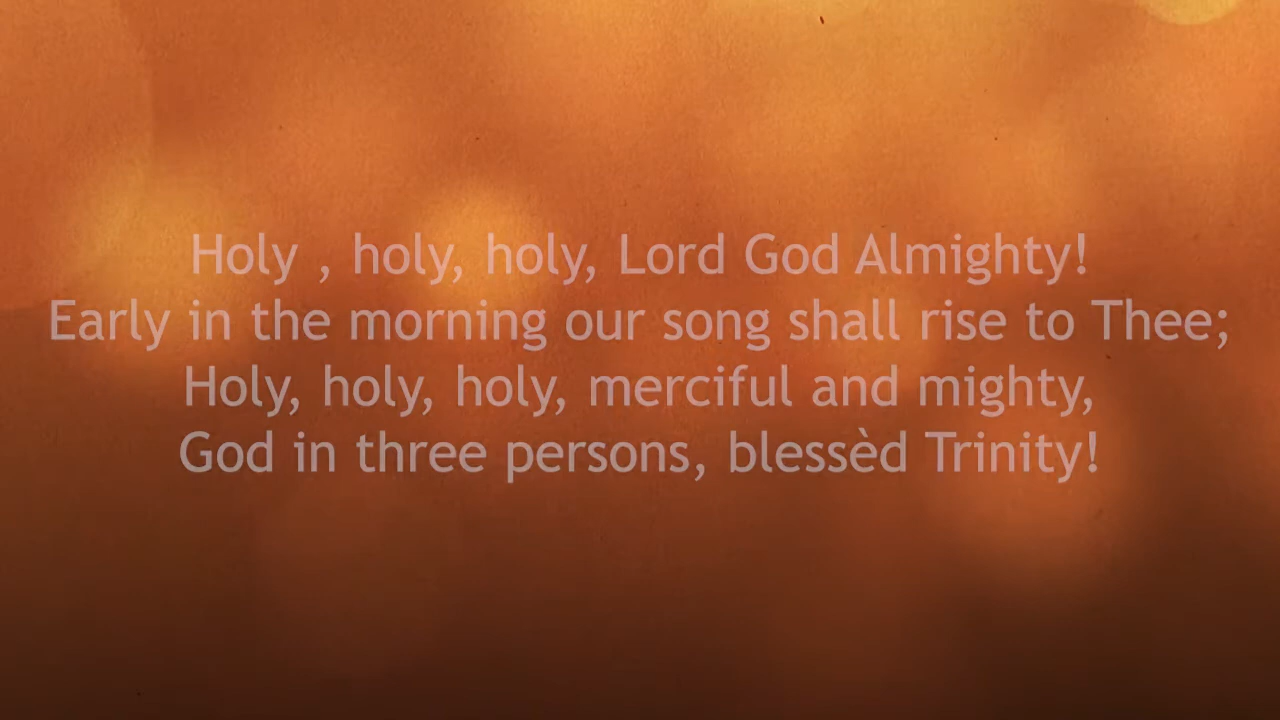 Holy , holy, holy, Lord God Almighty!
Early in the morning our song shall rise to Thee;
Holy, holy, holy, merciful and mighty,
God in three persons, blessèd Trinity!